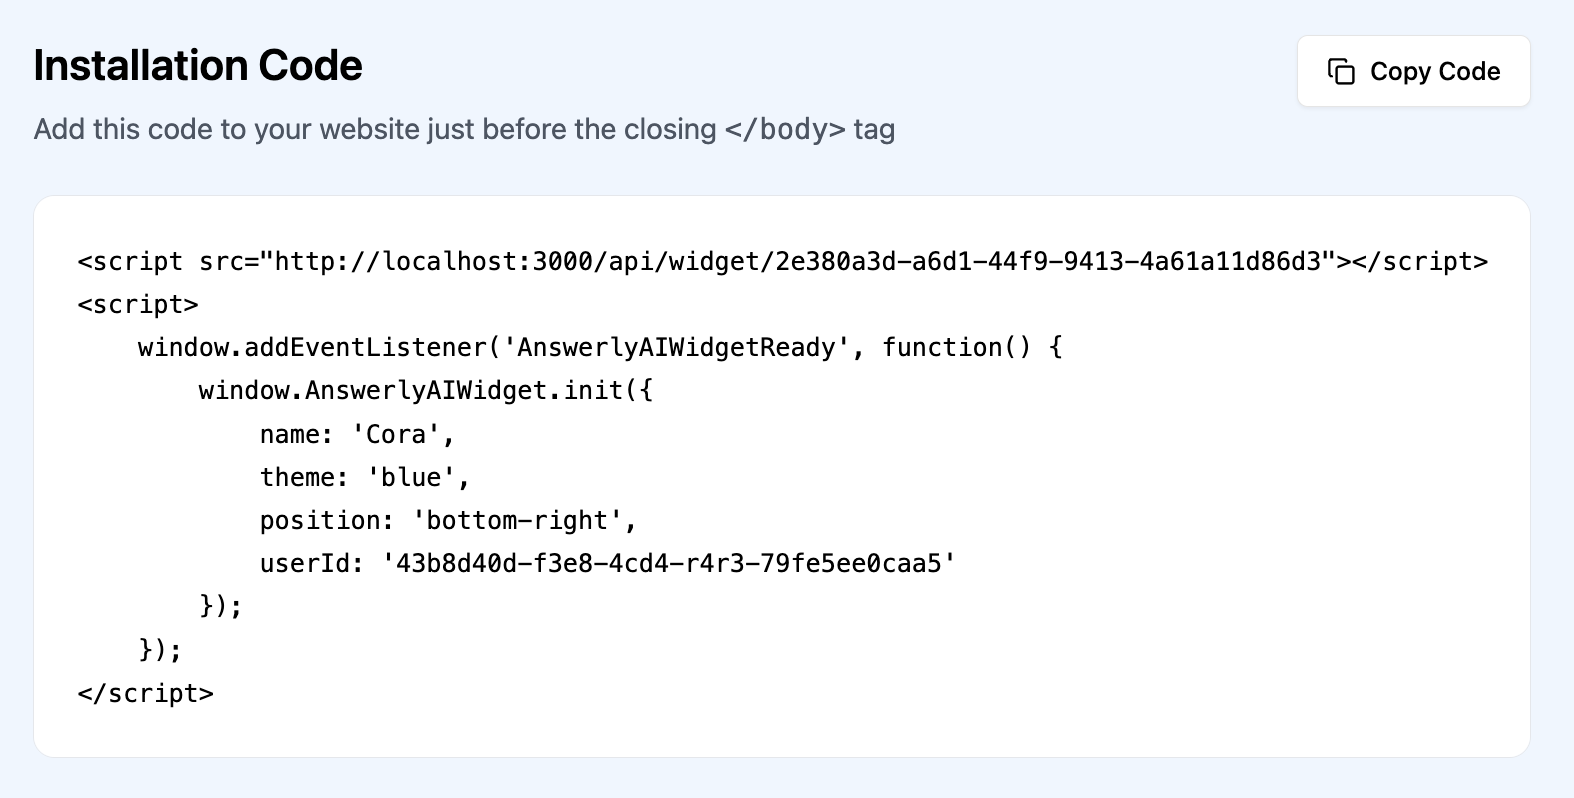 Installation Code
Copy Code
Add this code to your website just before the closing </body> tag
<script src="http://localhost:3000/api/widget/2e380a3d-a6d1-44f9-9413-4a61a11d86d3"></script>
<script>
    window.addEventListener('AnswerlyAIWidgetReady', function() {
        window.AnswerlyAIWidget.init({
            name: 'Cora',
            theme: 'blue',
            position: 'bottom-right',
            userId: '43b8d40d-f3e8-4cd4-r4r3-79fe5ee0caa5'
        });
    });
</script>